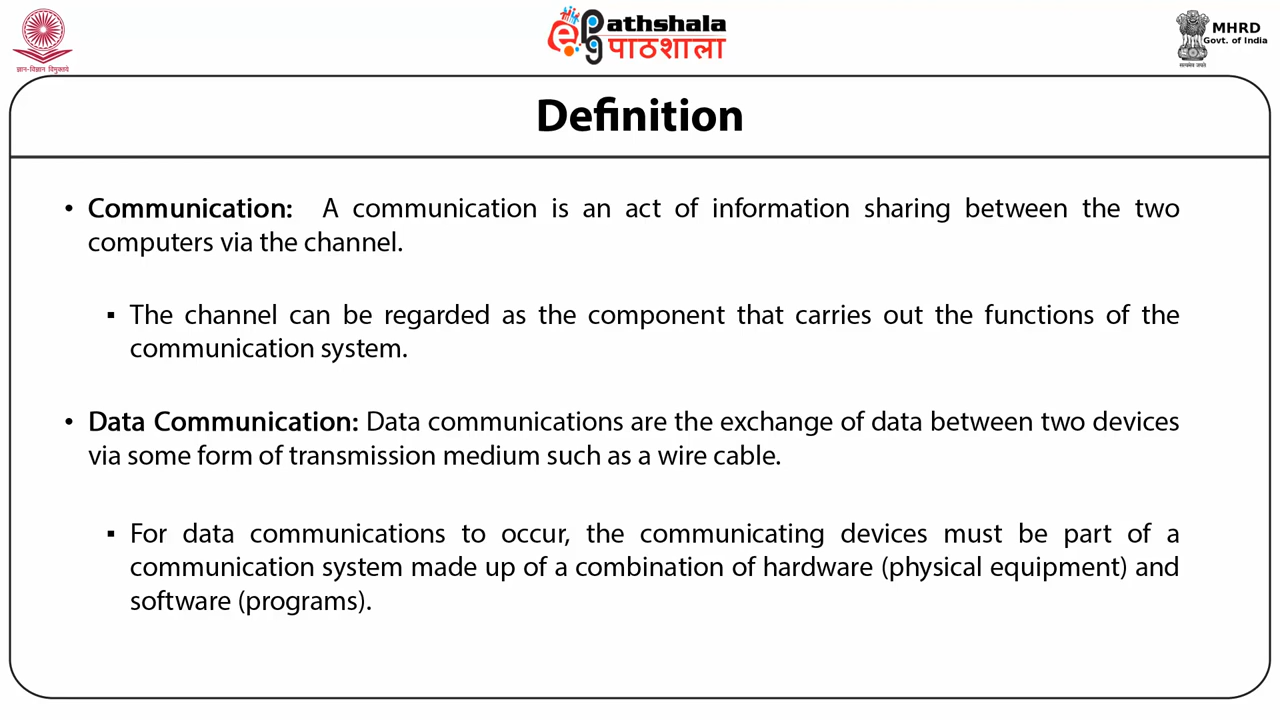 ज्ञान-विज्ञान विमुक्तये
ePathshala
पाठशाला
MHRD
Govt. of India
सत्यमेव जयते
Definition
• Communication: A communication is an act of information sharing between the two
computers via the channel.
▪ The channel can be regarded as the component that carries out the functions of the
communication system.
• Data Communication: Data communications are the exchange of data between two devices
via some form of transmission medium such as a wire cable.
▪ For data communications to occur, the communicating devices must be part of a
communication system made up of a combination of hardware (physical equipment) and
software (programs).